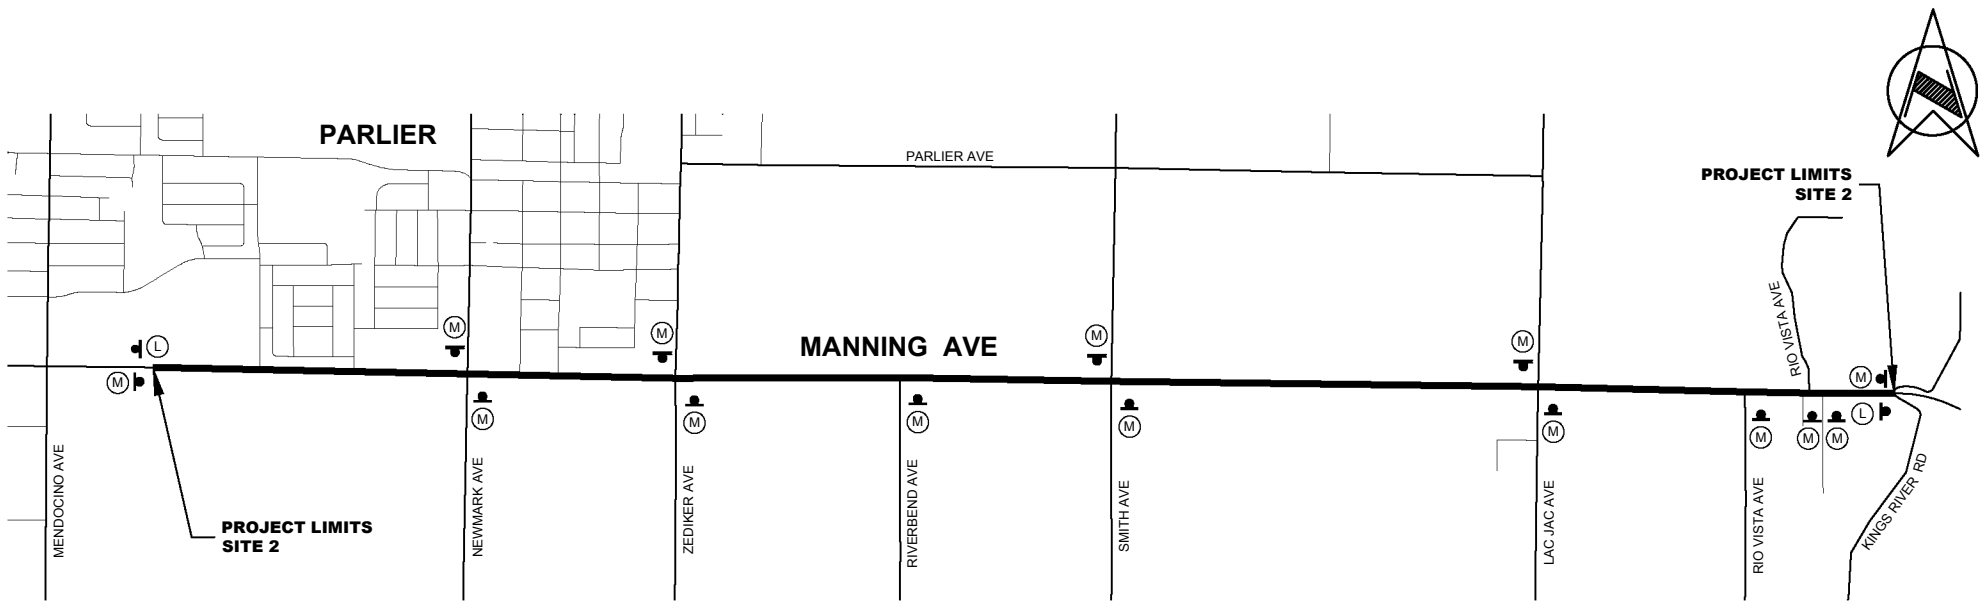 PARLIER
PARLIER AVE
PROJECT LIMITS
SITE 2
RIO VISTA AVE
L
M
M
M
MANNING AVE
M
M
M
M
M
M
M
M
M
M
M
L
MENDOCINO AVE
NEWMARK AVE
ZEDIKER AVE
RIVERBEND AVE
SMITH AVE
LAC JAC AVE
RIO VISTA AVE
KINGS RIVER RD
PROJECT LIMITS
SITE 2